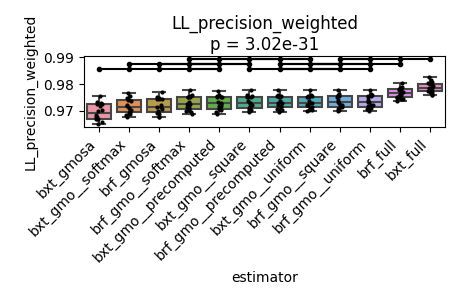 LL_precision_weighted
p = 3.02e-31
LL_precision_weighted
0.99
0.98
0.97
bxt_gmosa
bxt_gmo__softmax
brf_gmosa
brf_gmo__softmax
bxt_gmo__precomputed
bxt_gmo__square
brf_gmo__precomputed
bxt_gmo__uniform
brf_gmo__square
brf_gmo__uniform
brf_full
bxt_full
estimator